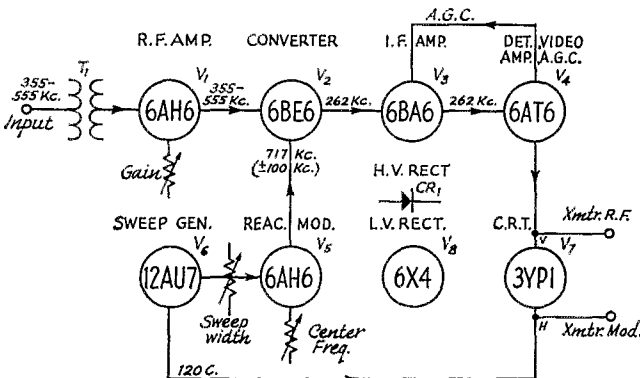 A.G.C.
R.F. AMP.
CONVERTER
I.F. AMP.
DET. VIDEO
AMP. A.G.C.
T1
V1
V2
V3
V4
355-
555 Kc.
Input
6AH6
355-
555 Kc.
6BE6
262 Kc.
6BA6
262 Kc.
6AT6
Gain
717 Kc.
(±100 Kc.)
H.V. RECT
CR1
SWEEP GEN.
REAC. MOD.
L.V. RECT.
C.R.T.
Xmtr. R.F.
V6
V5
V8
V
V7
12AU7
6AH6
6X4
3YP1
Sweep
width
Center
Freq.
H
Xmtr. Mod.
120 C.